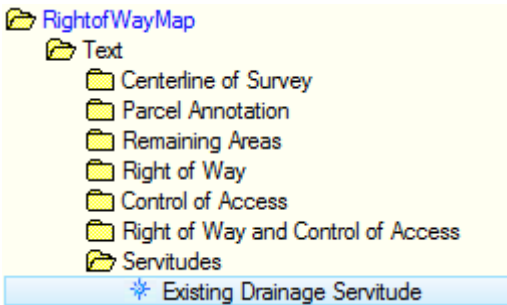 RightofWayMap
Text
Centerline of Survey
Parcel Annotation
Remaining Areas
Right of Way
Control of Access
Right of Way and Control of Access
Servitudes
Existing Drainage Servitude